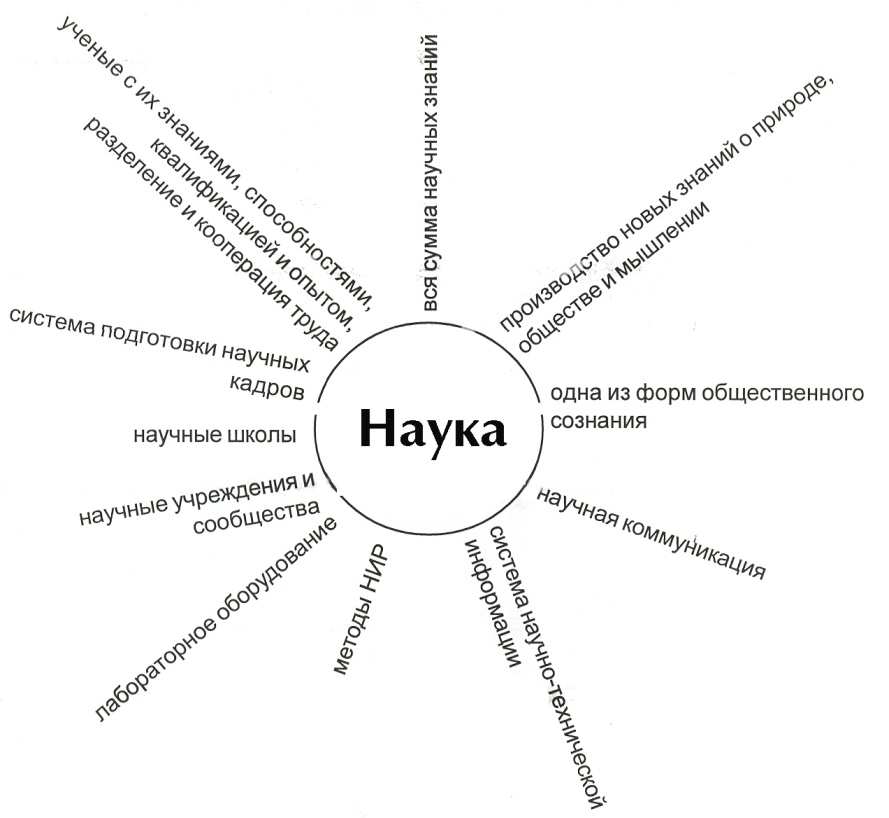 вся сумма научных знаний
производство новых знаний о природе,
обществе и мышлении
одна из форм общественного
сознания
научная коммуникация
система научно-технической
информации
методы НИР
лабораторное оборудование
научные учреждения и
сообщества
научные школы
система подготовки научных
кадров
ученые с их знаниями, способностями,
квалификацией и опытом,
разделение и кооперация труда
Наука